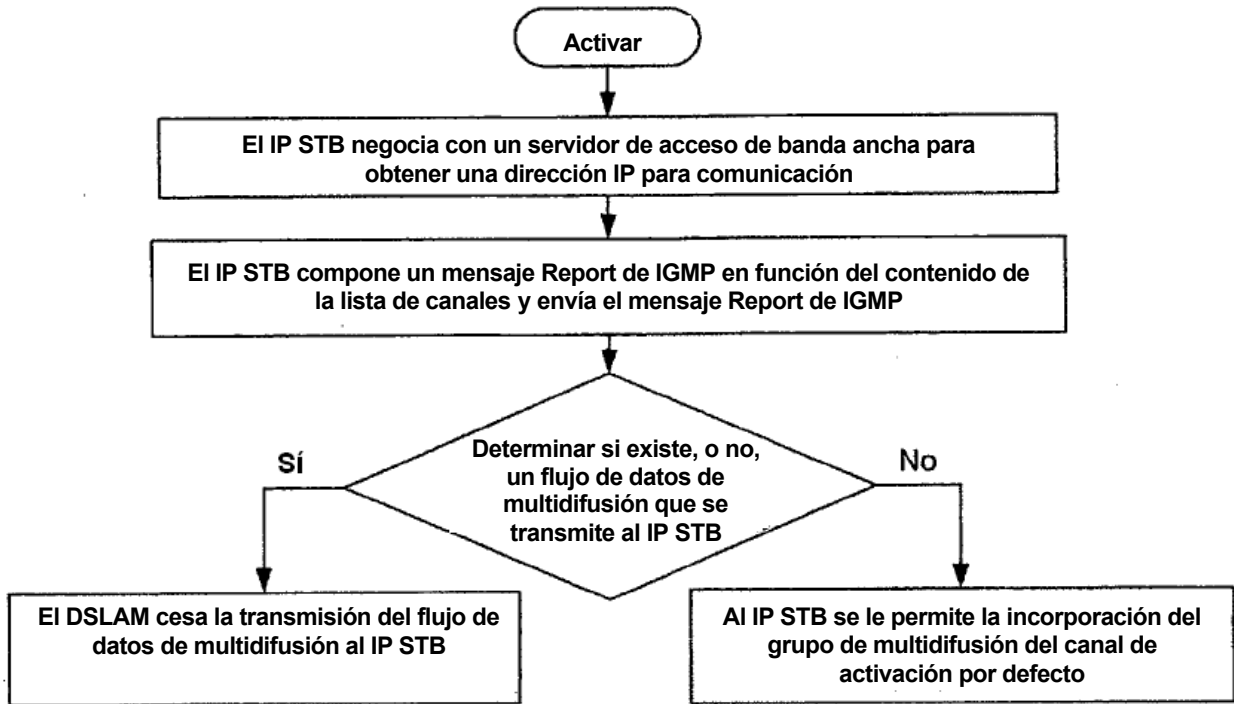 Activar
El IP STB negocia con un servidor de acceso de banda ancha para
obtener una dirección IP para comunicación
El IP STB compone un mensaje Report de IGMP en función del contenido de
la lista de canales y envía el mensaje Report de IGMP
Determinar si existe, o no,
un flujo de datos de
multidifusión que se
transmite al IP STB
Sí
No
El DSLAM cesa la transmisión del flujo de
datos de multidifusión al IP STB
Al IP STB se le permite la incorporación del
grupo de multidifusión del canal de
activación por defecto